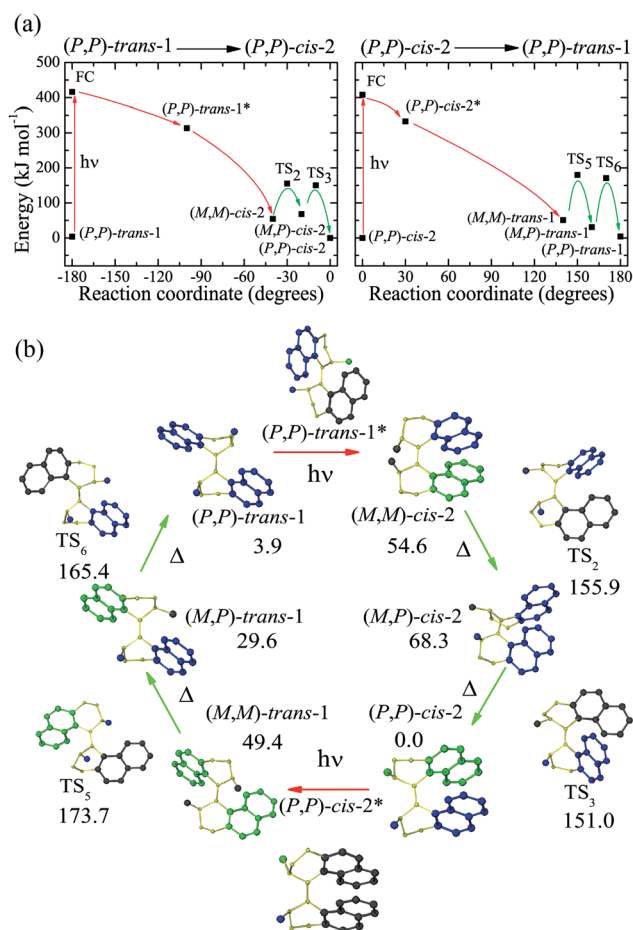 (a)
(P,P)-trans-1 → (P,P)-cis-2
(P,P)-cis-2 → (P,P)-trans-1
Energy (kJ mol⁻¹)
500
400
300
200
100
0
FC
(P,P)-trans-1*
hν
TS₂ TS₃
(M,M)-cis-2
(M,P)-cis-2
(P,P)-trans-1
(P,P)-cis-2
-180 -150 -120 -90 -60 -30 0
Reaction coordinate (degrees)
FC
(P,P)-cis-2*
hν
TS₅ TS₆
(M,M)-trans-1
(M,P)-trans-1
(P,P)-cis-2
(P,P)-trans-1
0 30 60 90 120 150 180
Reaction coordinate (degrees)
(b)
(P,P)-trans-1*
hν
(P,P)-trans-1
3.9
(M,M)-cis-2
54.6
TS₆
165.4
Δ
Δ
TS₂
155.9
(M,P)-trans-1
29.6
(M,P)-cis-2
68.3
Δ
Δ
(M,M)-trans-1
49.4
hν
(P,P)-cis-2
0.0
(P,P)-cis-2*
TS₅
173.7
TS₃
151.0